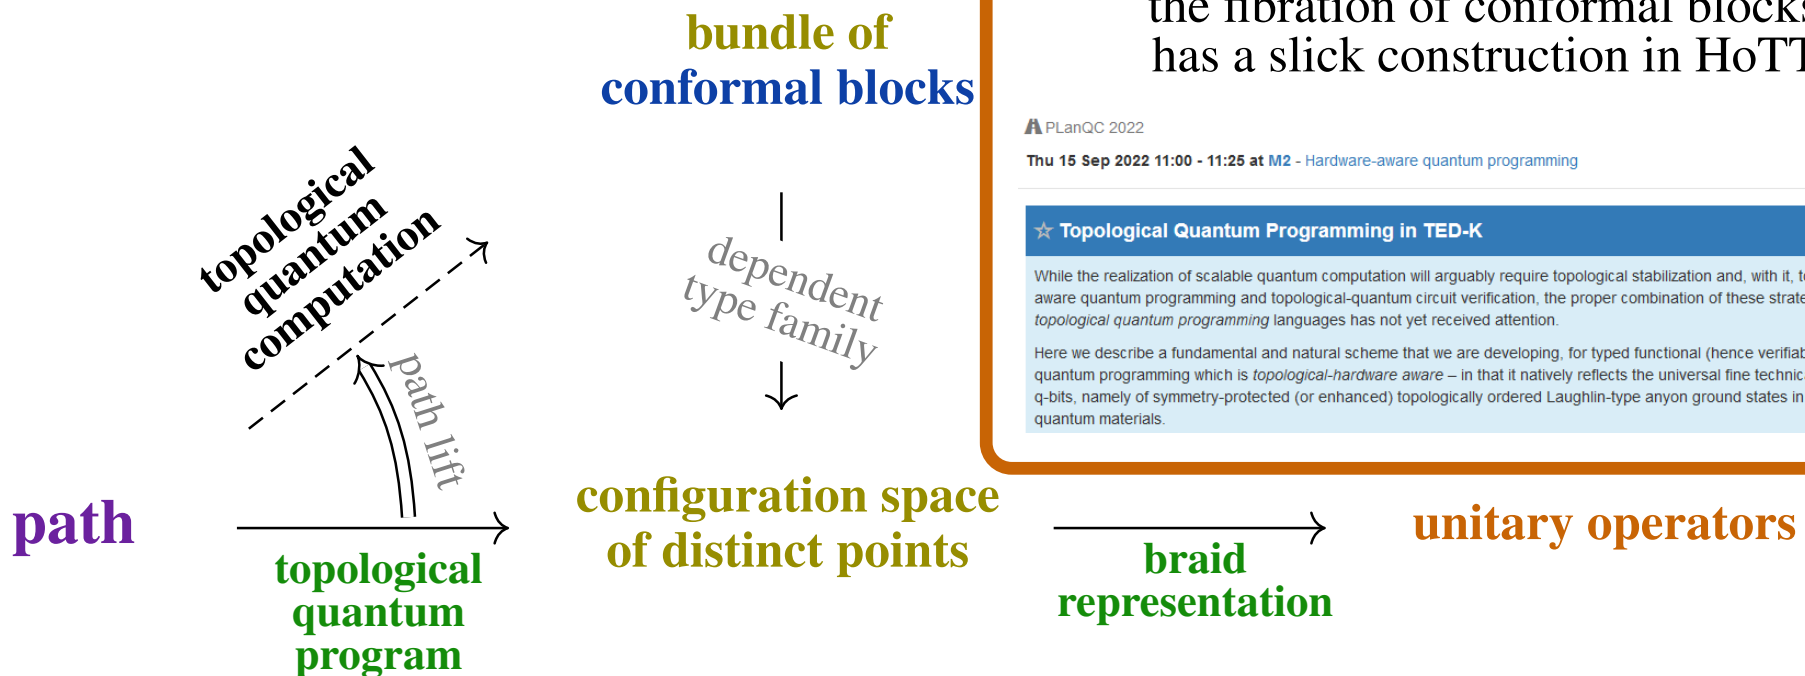 bundle of
conformal blocks
the fibration of conformal blocks
has a slick construction in HoTT
PLanQC 2022
Thu 15 Sep 2022 11:00 - 11:25 at M2 - Hardware-aware quantum programming
☆ Topological Quantum Programming in TED-K
While the realization of scalable quantum computation will arguably require topological stabilization and, with it,
aware quantum programming and topological-quantum circuit verification, the proper combination of these
topological quantum programming languages has not yet received attention.
Here we describe a fundamental and natural scheme that we are developing, for typed functional (hence
quantum programming which is topological-hardware aware – in that it natively reflects the universal fine
q-bits, namely of symmetry-protected (or enhanced) topologically ordered Laughlin-type anyon ground states in
quantum materials.
topological
quantum
computation
dependent
type family
path lift
path
topological
quantum
program
configuration space
of distinct points
braid
representation
unitary operators